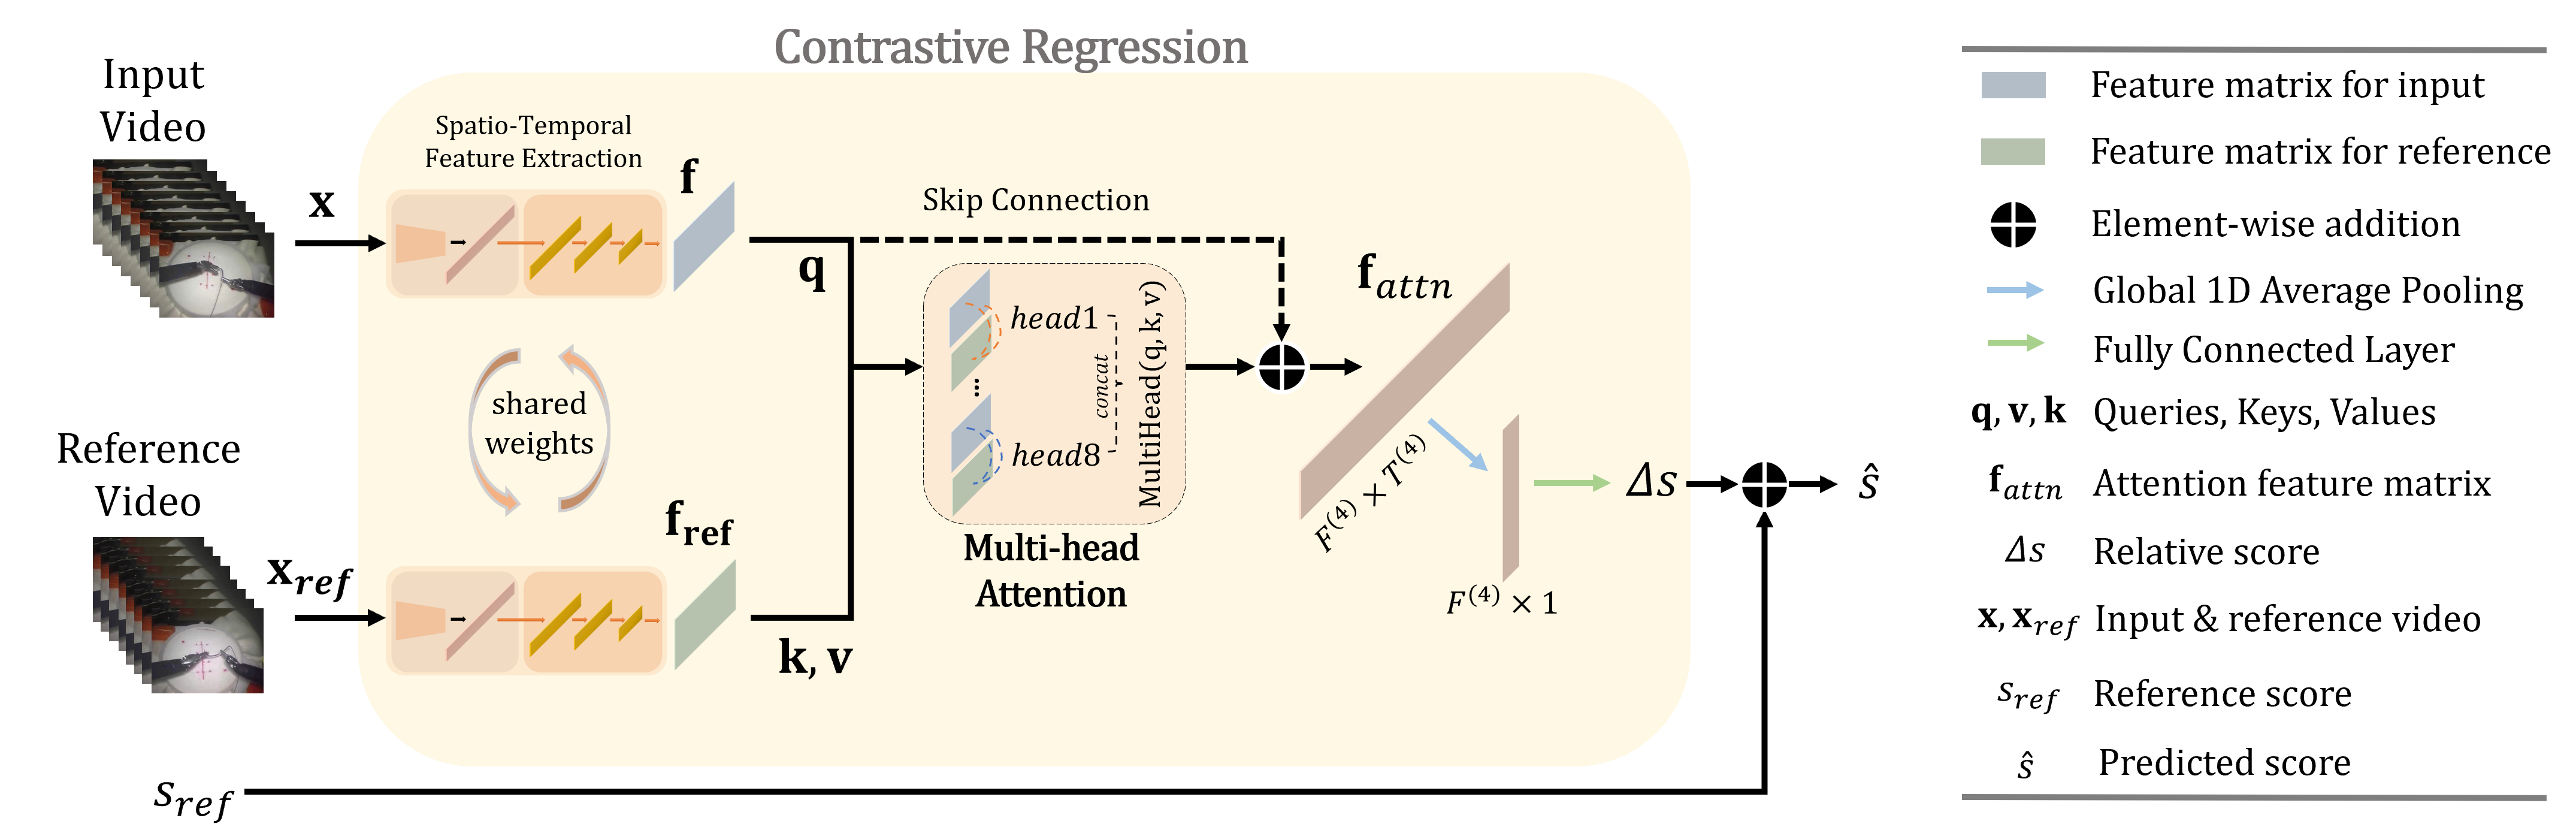 Contrastive Regression
Input
Video
x
Spatio-Temporal
Feature Extraction
f
Skip Connection
q
head1
...
head8
concat
MultiHead(q, k, v)
Multi-head
Attention
f_attn
F^(4) × T^(4)
F^(4) × 1
Δs
ŝ
shared
weights
Reference
Video
x_ref
f_ref
k, v
s_ref
Feature matrix for input
Feature matrix for reference
Element-wise addition
Global 1D Average Pooling
Fully Connected Layer
q, v, k Queries, Keys, Values
f_attn Attention feature matrix
Δs Relative score
x, x_ref Input & reference video
s_ref Reference score
ŝ Predicted score